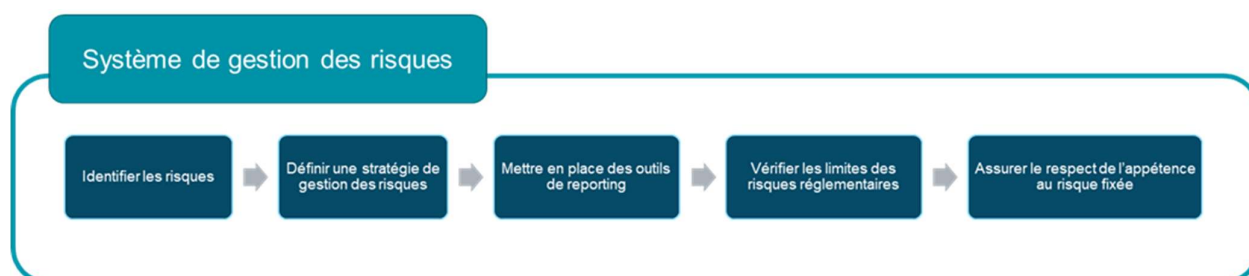 Système de gestion des risques
Identifier les risques
Définir une stratégie de
gestion des risques
Mettre en place des outils
de reporting
Vérifier les limites des
risques réglementaires
Assurer le respect de l'appétence
au risque fixée